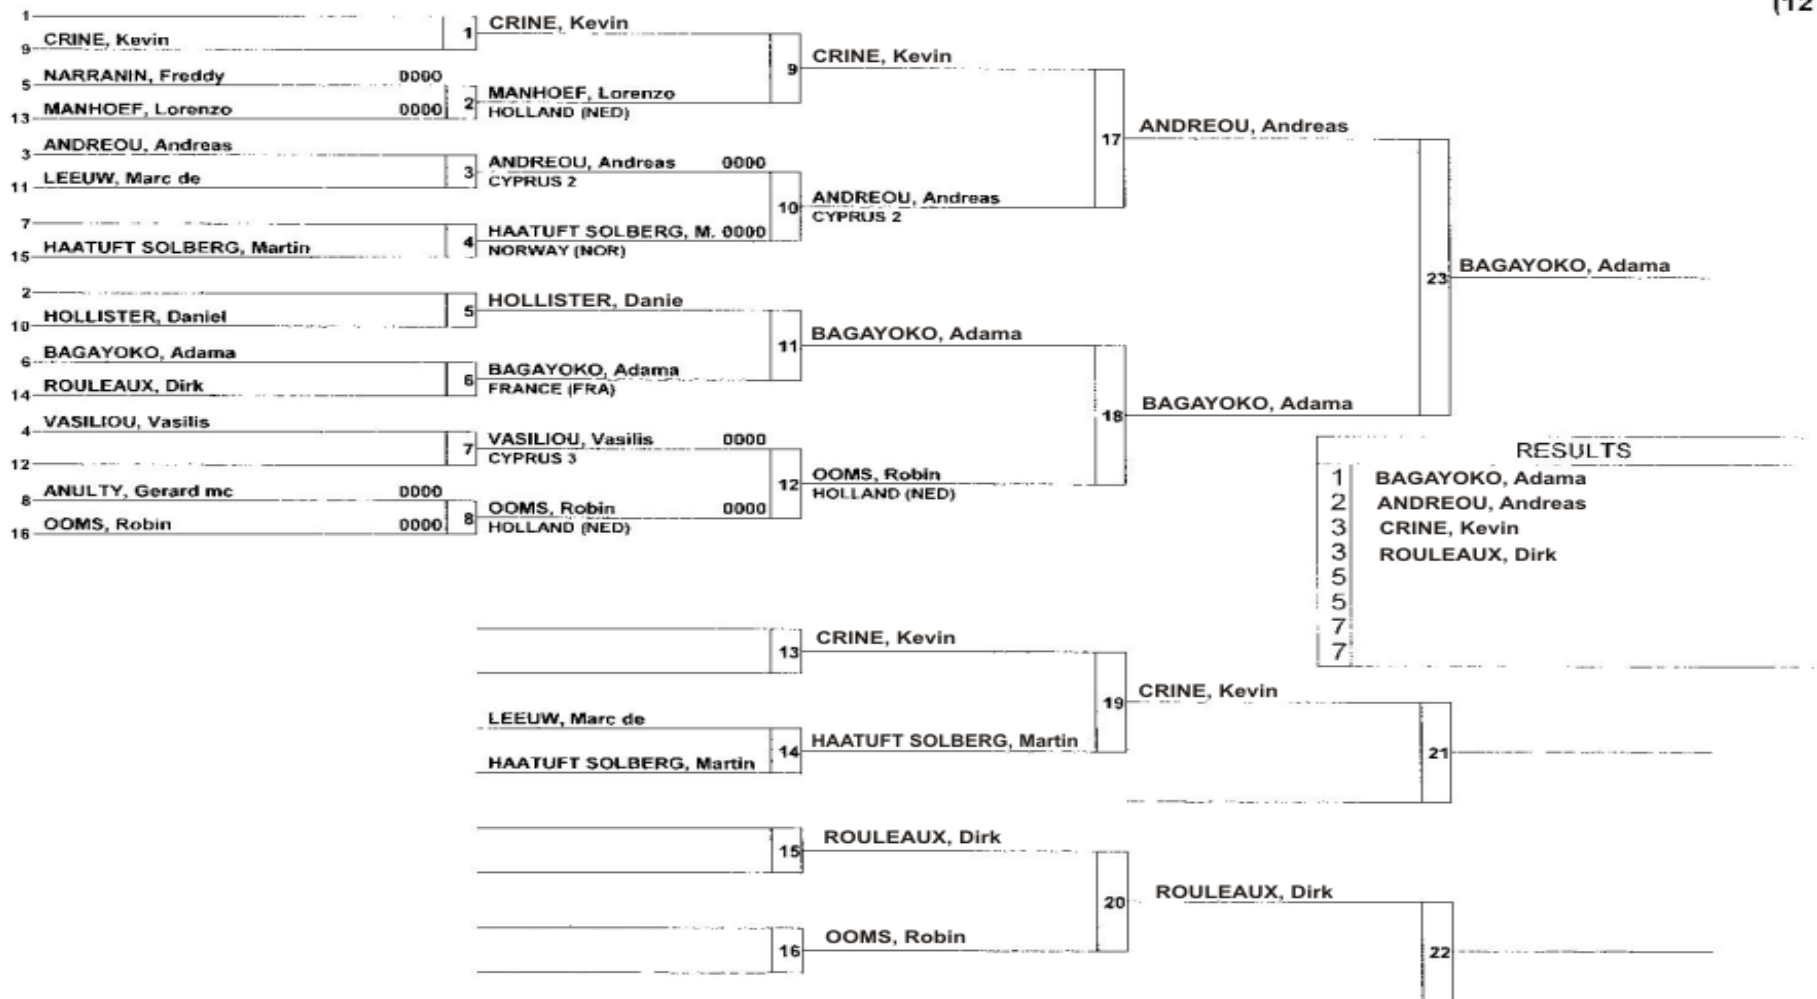 (12
1
CRINE, Kevin
9
NARRANIN, Freddy 0000
5
MANHOEF, Lorenzo 0000
13
ANDREOU, Andreas
3
LEEUW, Marc de
11
7
HAATUFT SOLBERG, Martin
15
2
HOLLISTER, Daniel
10
BAGAYOKO, Adama
6
ROULEAUX, Dirk
14
VASILIOU, Vasilis
4
12
ANULTY, Gerard mc 0000
8
OOMS, Robin 0000
16
1 CRINE, Kevin
2 MANHOEF, Lorenzo
HOLLAND (NED)
3 ANDREOU, Andreas 0000
CYPRUS 2
4 HAATUFT SOLBERG, M. 0000
NORWAY (NOR)
5 HOLLISTER, Danie
6 BAGAYOKO, Adama
FRANCE (FRA)
7 VASILIOU, Vasilis 0000
CYPRUS 3
8 OOMS, Robin 0000
HOLLAND (NED)
9 CRINE, Kevin
10 ANDREOU, Andreas
CYPRUS 2
11 BAGAYOKO, Adama
12 OOMS, Robin
HOLLAND (NED)
17 ANDREOU, Andreas
18 BAGAYOKO, Adama
23 BAGAYOKO, Adama
RESULTS
1 BAGAYOKO, Adama
2 ANDREOU, Andreas
3 CRINE, Kevin
3 ROULEAUX, Dirk
5
5
7
7
13 CRINE, Kevin
LEEUW, Marc de
HAATUFT SOLBERG, Martin
14 HAATUFT SOLBERG, Martin
19 CRINE, Kevin
21
15 ROULEAUX, Dirk
16 OOMS, Robin
20 ROULEAUX, Dirk
22